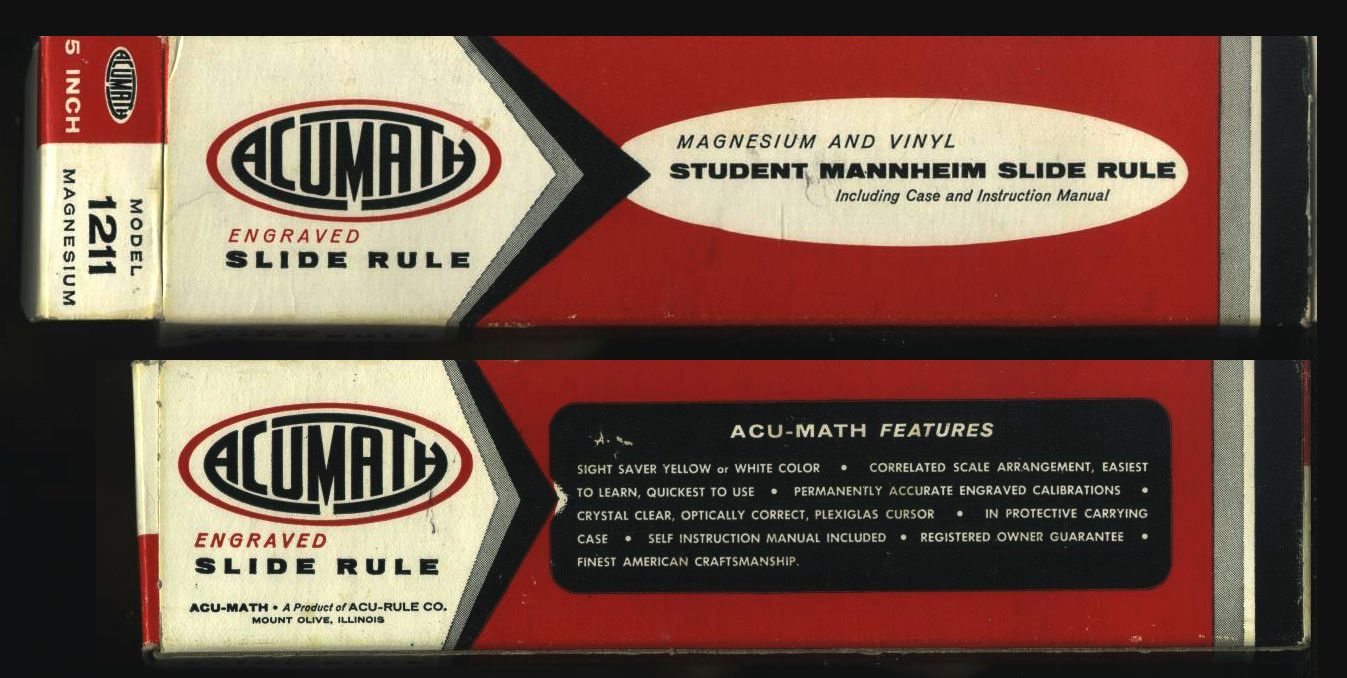 ACUMATH
5 INCH
MODEL
1211
MAGNESIUM
ACUMATH
ENGRAVED
SLIDE RULE
MAGNESIUM AND VINYL
STUDENT MANNHEIM SLIDE RULE
Including Case and Instruction Manual
ACUMATH
ENGRAVED
SLIDE RULE
ACU-MATH • A Product of ACU-RULE CO.
MOUNT OLIVE, ILLINOIS
ACU-MATH FEATURES
SIGHT SAVER YELLOW or WHITE COLOR • CORRELATED SCALE ARRANGEMENT, EASIEST
TO LEARN, QUICKEST TO USE • PERMANENTLY ACCURATE ENGRAVED CALIBRATIONS •
CRYSTAL CLEAR, OPTICALLY CORRECT, PLEXIGLAS CURSOR • IN PROTECTIVE CARRYING
CASE • SELF INSTRUCTION MANUAL INCLUDED • REGISTERED OWNER GUARANTEE •
FINEST AMERICAN CRAFTSMANSHIP.